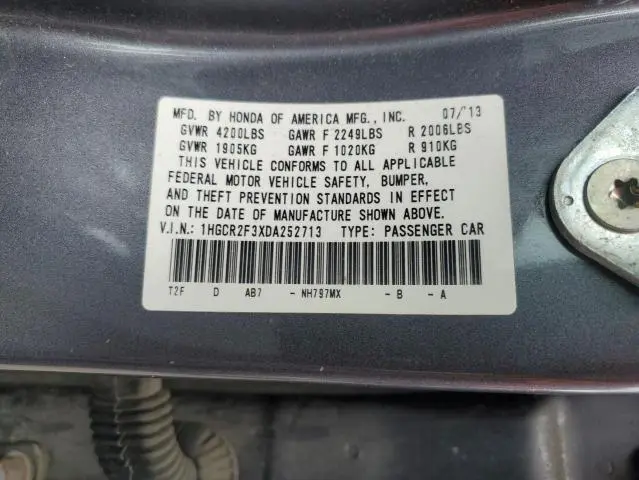 MFD. BY HONDA OF AMERICA MFG., INC. 07/'13
GVWR 4200LBS GAWR F 2249LBS R 2006LBS
GVWR 1905KG GAWR F 1020KG R 910KG
THIS VEHICLE CONFORMS TO ALL APPLICABLE
FEDERAL MOTOR VEHICLE SAFETY, BUMPER,
AND THEFT PREVENTION STANDARDS IN EFFECT
ON THE DATE OF MANUFACTURE SHOWN ABOVE.
V.I.N.: 1HGCR2F3XDA252713 TYPE: PASSENGER CAR
T2F D AB7 - NH797MX - B - A